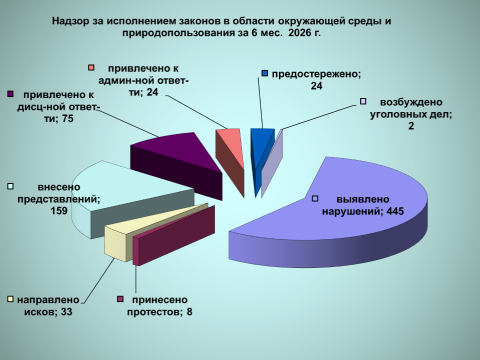 Надзор за исполнением законов в области окружающей среды и
природопользования за 6 мес. 2026 г.
привлечено к
админ-ной ответ-
ти; 24
предостережено;
24
привлечено к
дисц-ной ответ-
ти; 75
возбуждено
уголовных дел;
2
внесено
представлений;
159
выявлено
нарушений; 445
направлено
исков; 33
принесено
протестов; 8